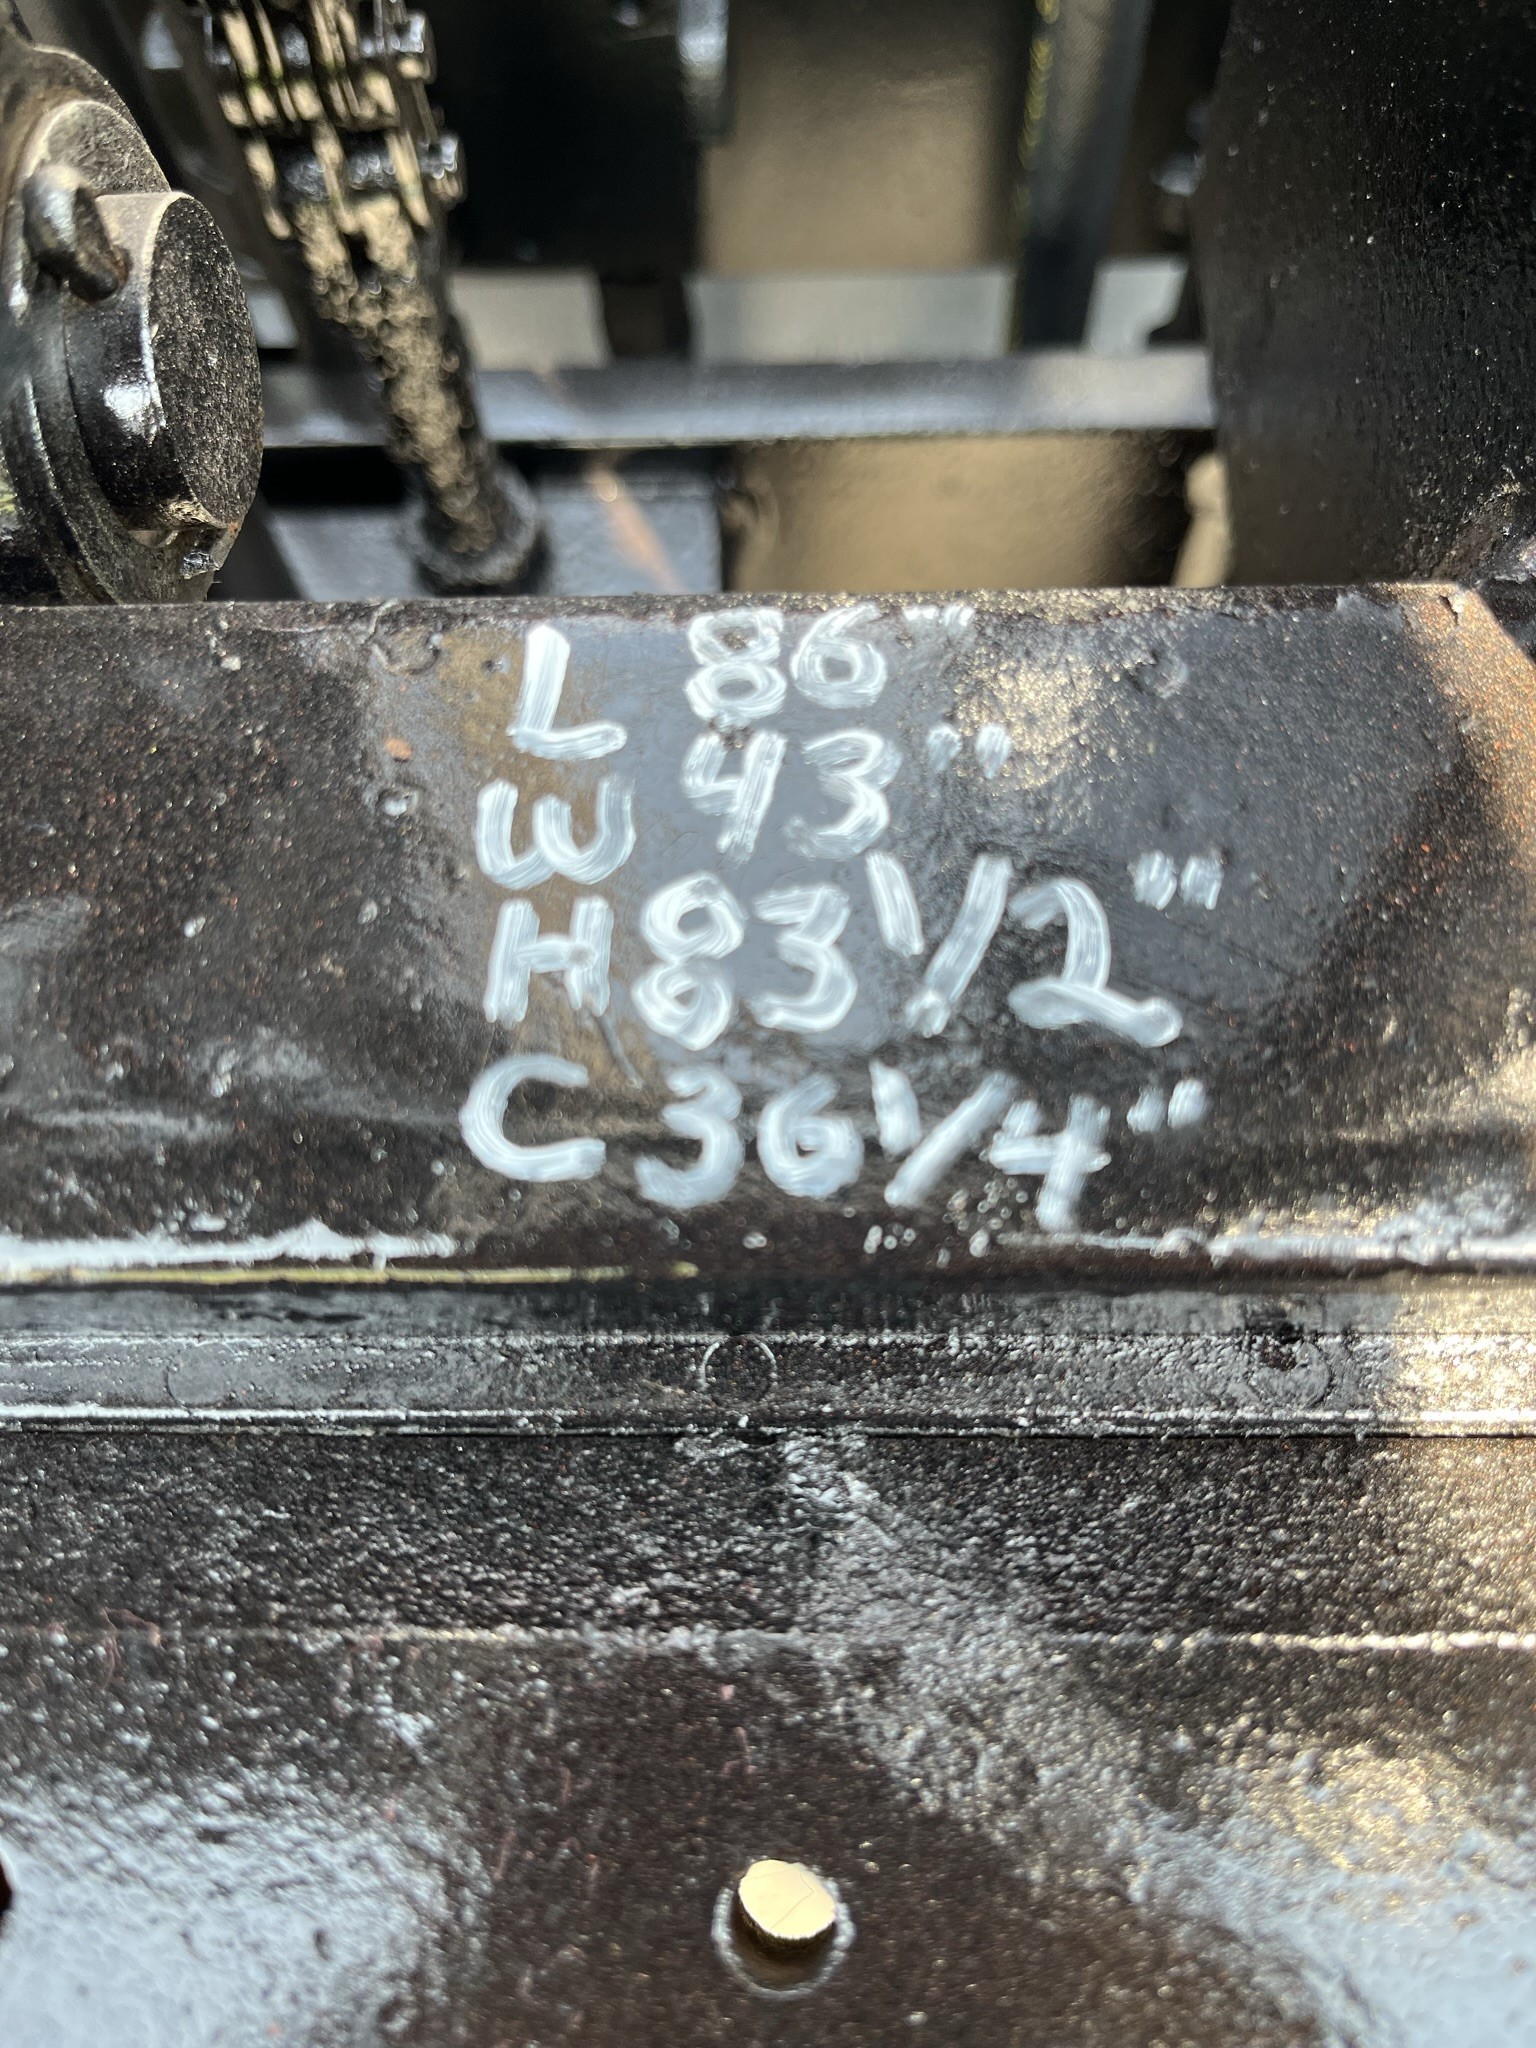 L 86"
W 43"
H 83 1/2"
C 36 1/4"